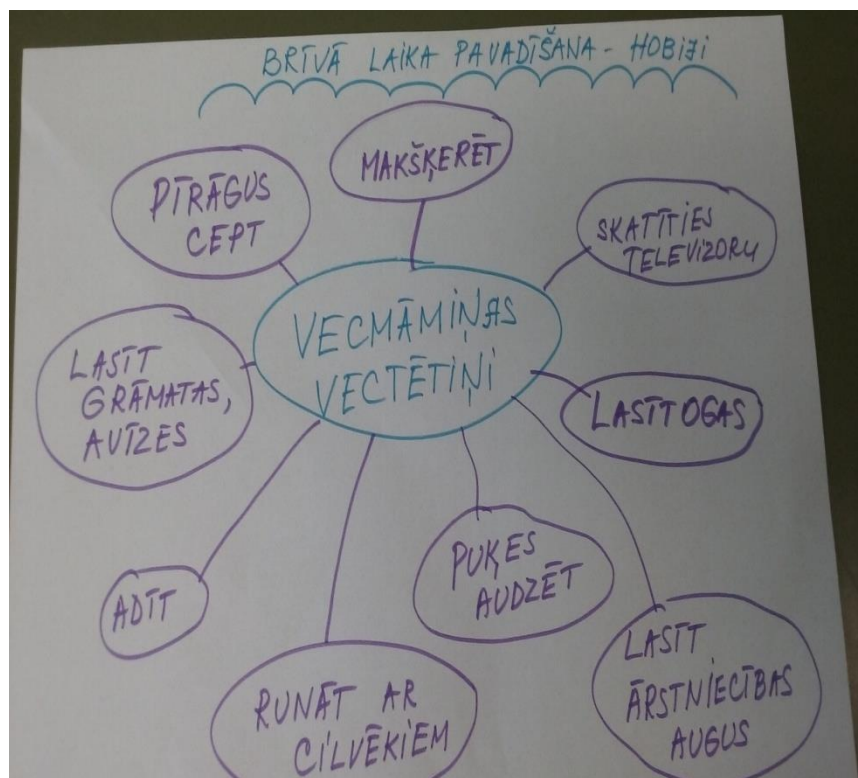 BRĪVĀ LAIKA PAVADĪŠANA - HOBIJI
MAKŠĶERĒT
PĪRĀGUS
CEPT
SKATĪTIES
TELEVIZORU
VECMĀMIŅAS
VECTĒTIŅI
LASĪT
GRĀMATAS,
AVĪZES
LASĪT OGAS
PUĶES
AUDZĒT
ADĪT
LASĪT
ĀRSTNIECĪBAS
AUGUS
RUNĀT AR
CILVĒKIEM